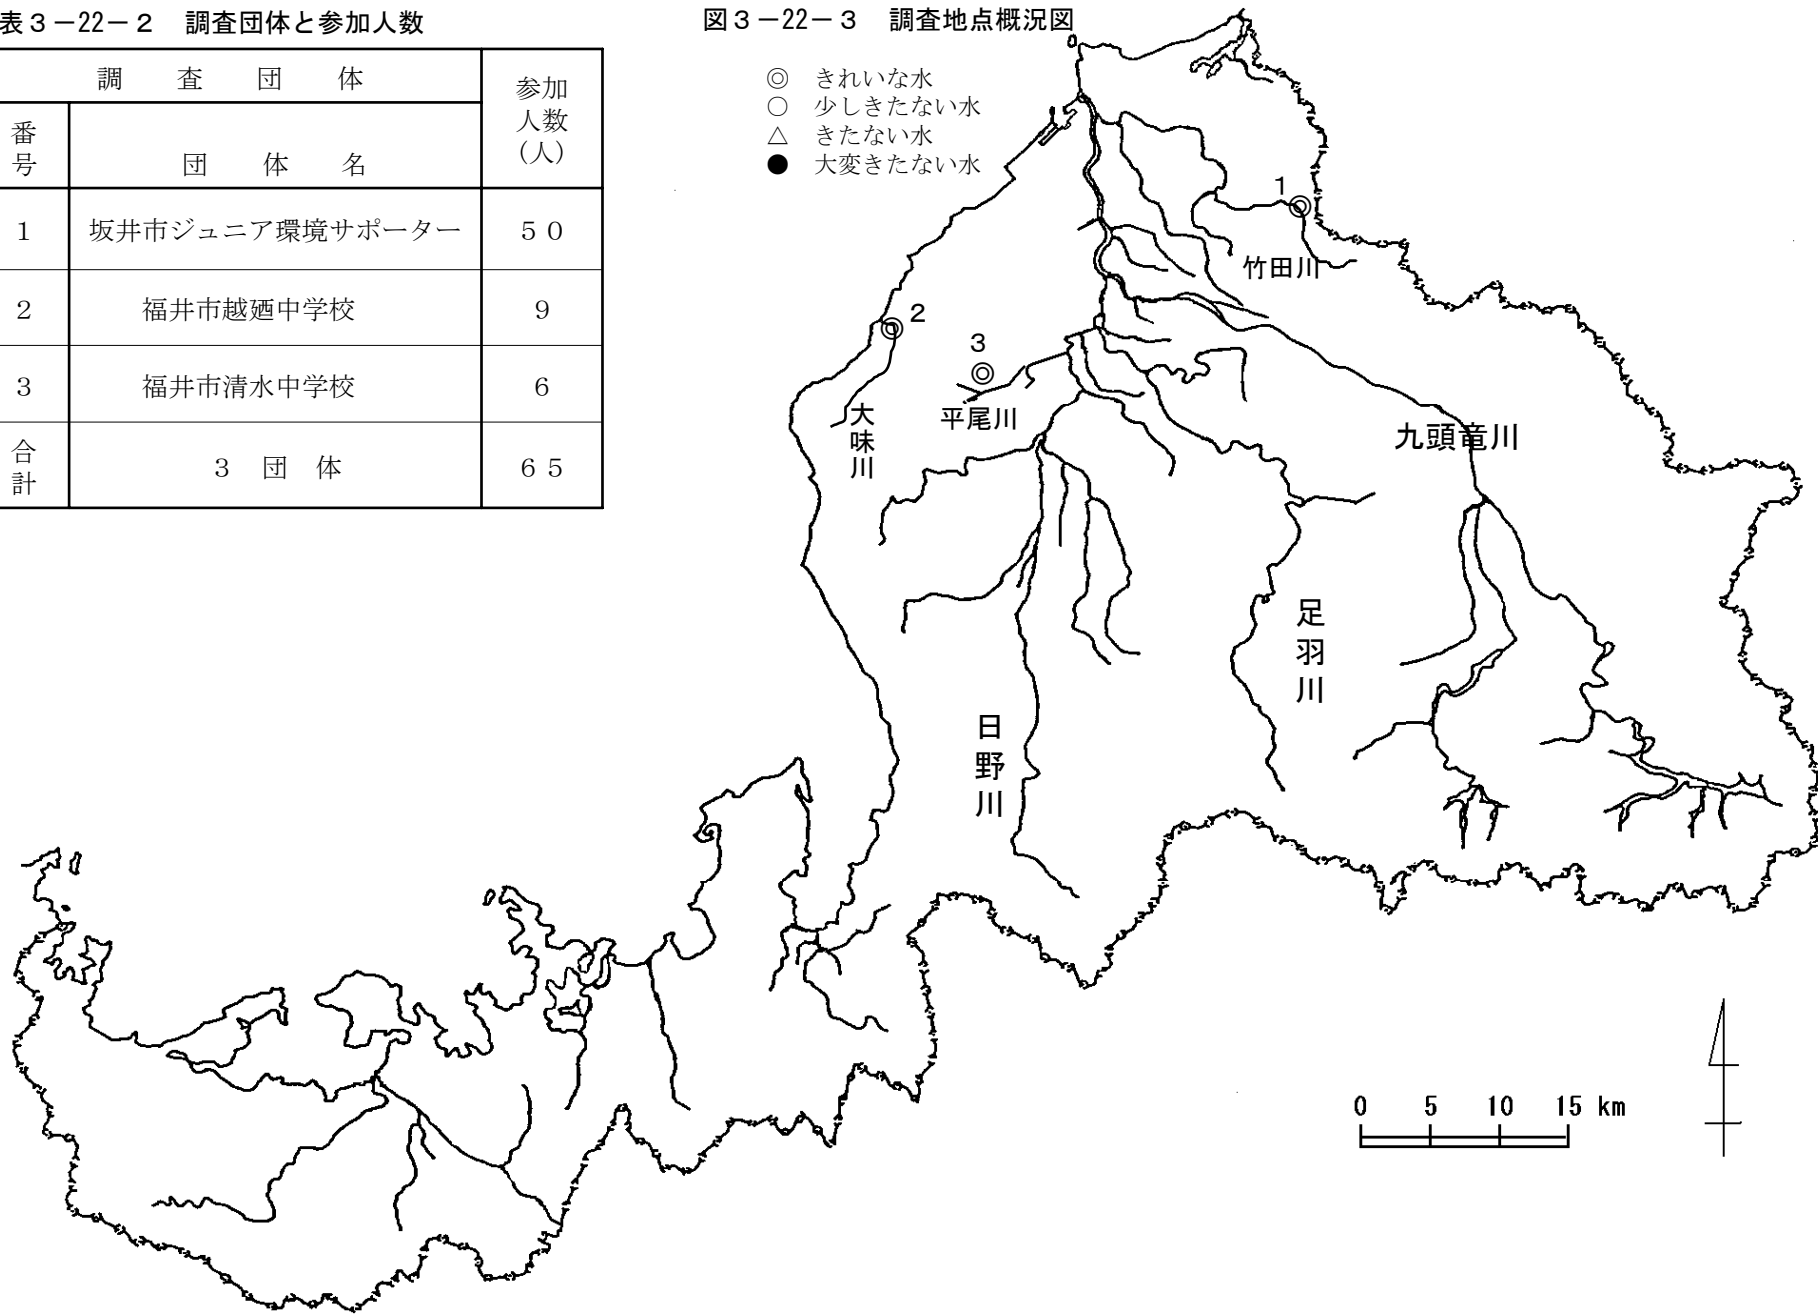 表３－22－２　調査団体と参加人数
調　査　団　体
参加
人数
(人)
番
号
団　体　名
1　坂井市ジュニア環境サポーター　５０
2　福井市越廼中学校　9
3　福井市清水中学校　6
合
計
３　団　体　６５
図３－22－３　調査地点概況図
◎　きれいな水
○　少しきたない水
△　きたない水
●　大変きたない水
1
竹田川
2
3
大味川
平尾川
九頭竜川
足羽川
日野川
0　5　10　15 km